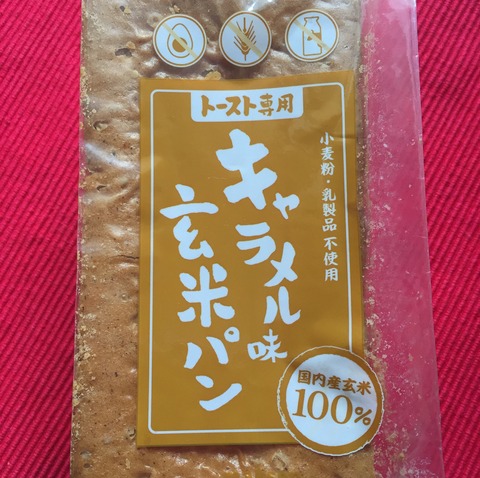 トースト専用
小麦粉・乳製品不使用
キャラメル味
玄米パン
国内産玄米
100%